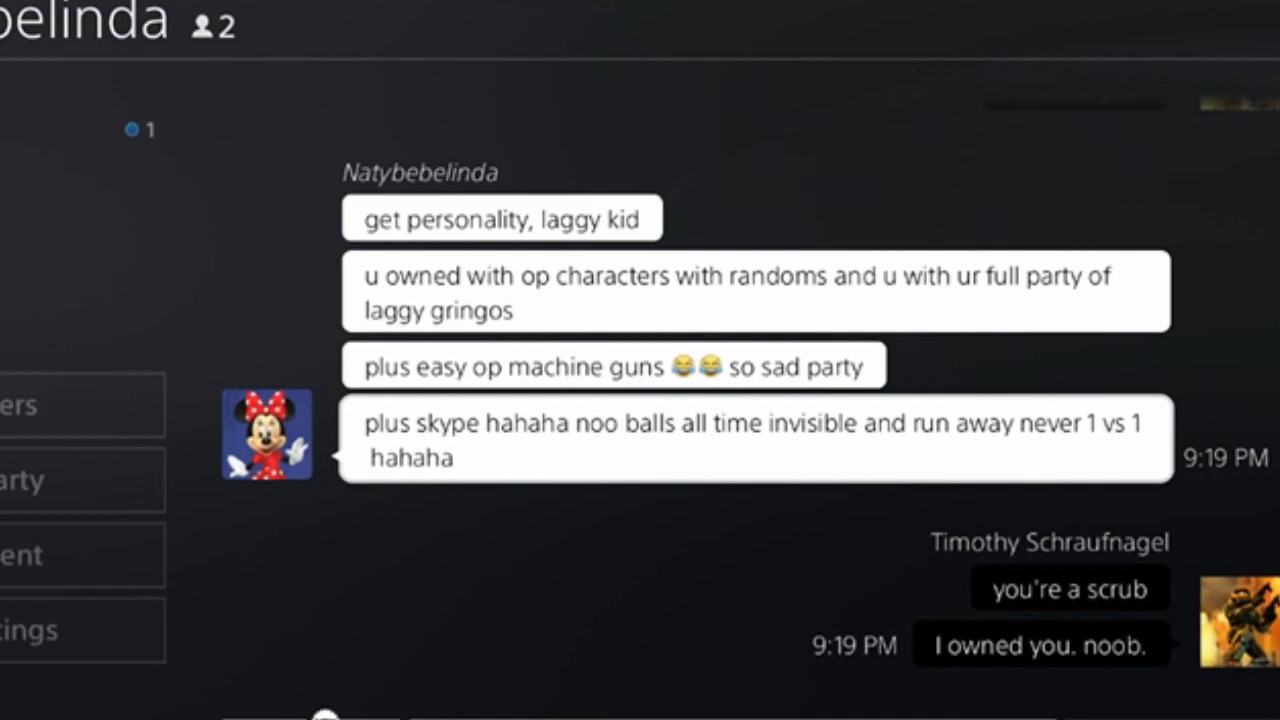 belinda 2
1
Natybebelinda
get personality, laggy kid
u owned with op characters with randoms and u with ur full party of
laggy gringos
plus easy op machine guns 😂😂 so sad party
plus skype hahaha noo balls all time invisible and run away never 1 vs 1
hahaha
9:19 PM
ers
arty
ent
tings
Timothy Schraufnagel
you're a scrub
9:19 PM
I owned you. noob.